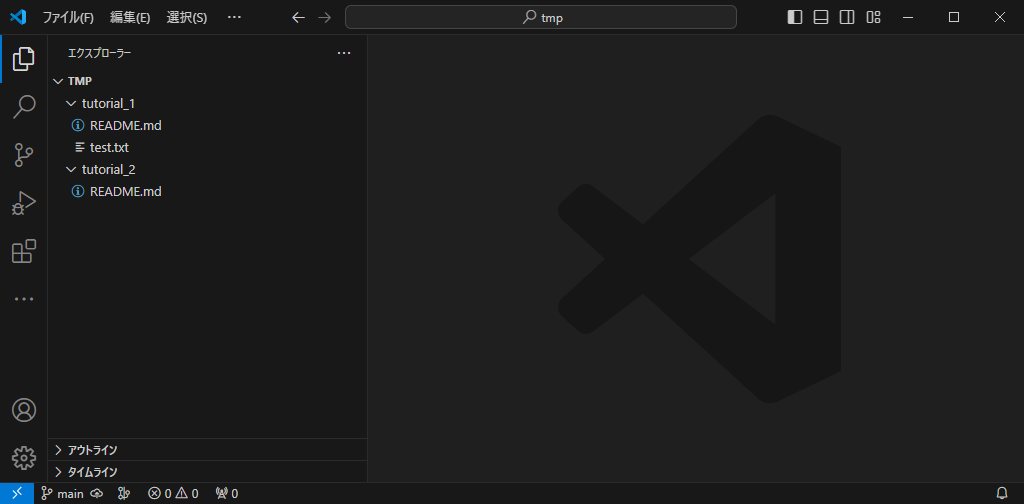 ファイル(F) 編集(E) 選択(S) ··· tmp
エクスプローラー ···
TMP
tutorial_1
README.md
test.txt
tutorial_2
README.md
アウトライン
タイムライン
main 0 0 0